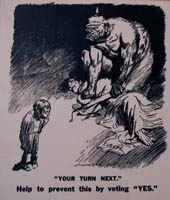 "YOUR TURN NEXT."
Help to prevent this by voting "YES."